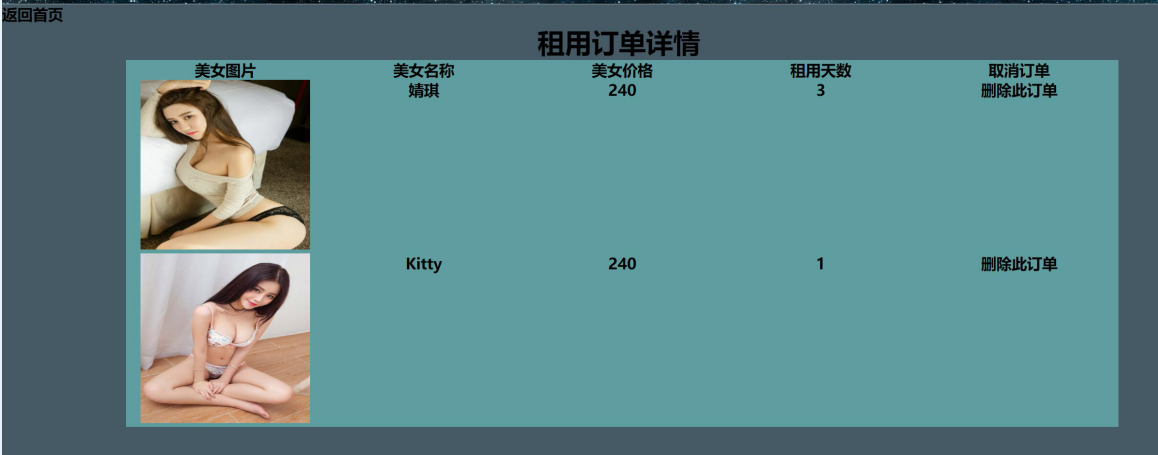 返回首页
租用订单详情
美女图片 美女名称 美女价格 租用天数 取消订单
婧琪 240 3 删除此订单
Kitty 240 1 删除此订单